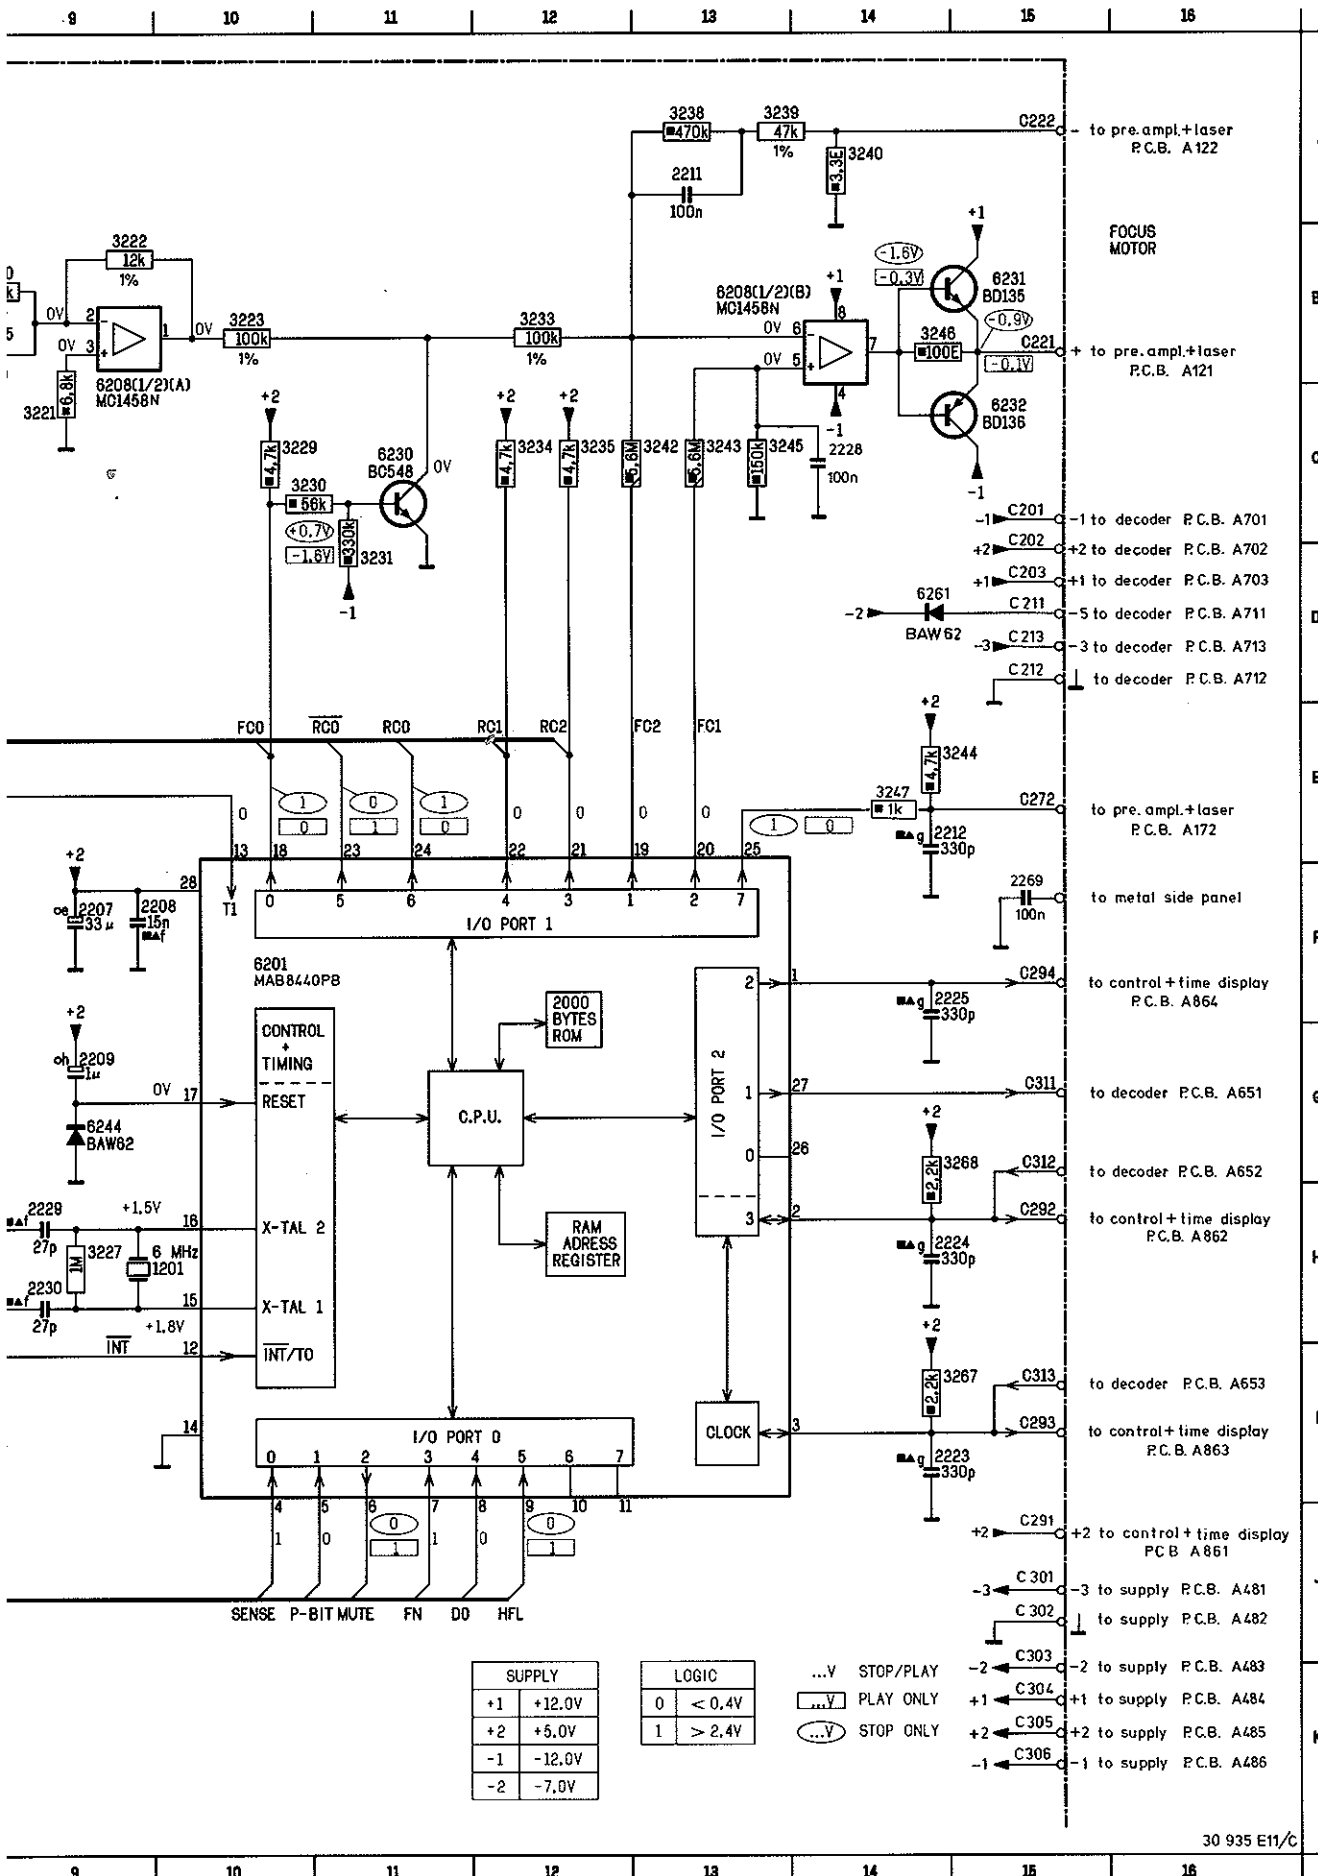 9 10 11 12 13 14 15 16
3238 3239 C222 - to pre.ampl.+laser
■470k 47k P.C.B. A122
1% ■3,3E 3240
2211
100n
+1
FOCUS
MOTOR
3222
12k
1%
-1.6V
-0.3V
6231
BD135
+1
6208(1/2)(B)
MC1458N
8
0V 2 - 1 0V 3223
100k
1%
3233
100k
1%
0V 6 - 7
0V 5 +
3246
■100E
-0.9V
C221 + to pre.ampl.+laser
-0.1V P.C.B. A121
0V 3 +
6208(1/2)(A)
MC1458N
3221 ■6,8k
4
-1
6232
BD136
-1
+2 +2 +2
■4,7k 3229
6230
BC548
0V
■4,7k 3234
■4,7k 3235
■5,6M 3242
■5,6M 3243
■150k 3245
2228
100n
3230
■56k
+0.7V
-1.6V
■330k 3231
-1
-1 C201 -1 to decoder P.C.B. A701
+2 C202 +2 to decoder P.C.B. A702
+1 C203 +1 to decoder P.C.B. A703
-2 6261 C211 -5 to decoder P.C.B. A711
BAW62
-3 C213 -3 to decoder P.C.B. A713
C212 ⊥ to decoder P.C.B. A712
FC0 RC0 RC0 RC1 RC2 FC2 FC1
+2
■4,7k 3244
3247
■1k
C272 to pre.ampl.+laser
P.C.B. A172
■▲g 2212
330p
1 0 1
0 0 1 0 0 0 0 0 1 0
13 18 23 24 22 21 19 20 25
T1 0 5 6 4 3 1 2 7
I/O PORT 1
+2
28
oe 2207
33μ
2208
15n
■▲f
2269
100n
to metal side panel
6201
MAB8440PB
CONTROL
+
TIMING
RESET
2000
BYTES
ROM
C.P.U.
RAM
ADRESS
REGISTER
I/O PORT 2
2 1
1 27
0 26
3 2
C294 to control+time display
P.C.B. A864
■▲g 2225
330p
+2
oh 2209
1μ
0V 17
6244
BAW62
C311 to decoder P.C.B. A651
+2
3268
■2,2k
C312 to decoder P.C.B. A652
C292 to control+time display
P.C.B. A862
■▲g 2224
330p
■▲f 2229
27p
+1.5V 16 X-TAL 2
3227
1M
6 MHz
1201
■▲f 2230
27p
15 X-TAL 1
+1.8V
INT 12 INT/T0
+2
3267
■2,2k
C313 to decoder P.C.B. A653
CLOCK 3 C293 to control+time display
P.C.B. A863
■▲g 2223
330p
14
I/O PORT 0
0 1 2 3 4 5 6 7
4 5 6 7 8 9 10 11
1 0 0 1 0 0
1 1
SENSE P-BIT MUTE FN DO HFL
+2 C291 +2 to control+time display
PCB A861
-3 C301 -3 to supply P.C.B. A481
C302 ⊥ to supply P.C.B. A482
-2 C303 -2 to supply P.C.B. A483
+1 C304 +1 to supply P.C.B. A484
+2 C305 +2 to supply P.C.B. A485
-1 C306 -1 to supply P.C.B. A486
SUPPLY
+1 +12.0V
+2 +5.0V
-1 -12.0V
-2 -7.0V
LOGIC
0 < 0.4V
1 > 2.4V
...V STOP/PLAY
...V PLAY ONLY
...V STOP ONLY
30 935 E11/C
9 10 11 12 13 14 15 16